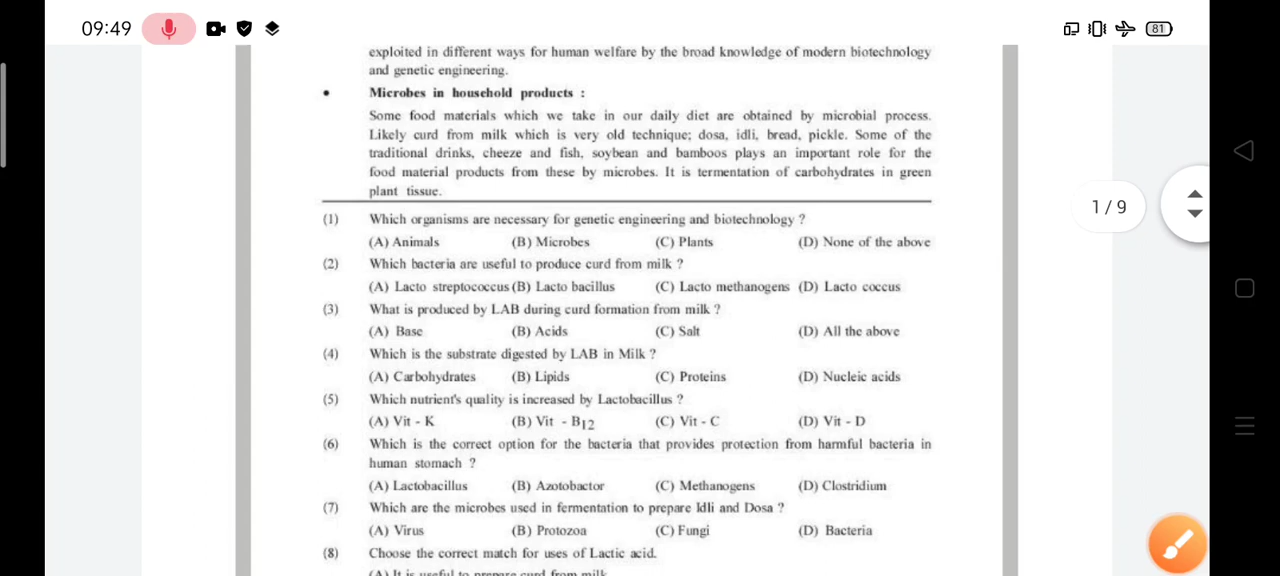 09:49
81
exploited in different ways for human welfare by the broad knowledge of modern biotechnology
and genetic engineering.
• Microbes in household products :
Some food materials which we take in our daily diet are obtained by microbial process.
Likely curd from milk which is very old technique; dosa, idli, bread, pickle. Some of the
traditional drinks, cheeze and fish, soybean and bamboos plays an important role for the
food material products from these by microbes. It is termentation of carbohydrates in green
plant tissue.
1 / 9
(1) Which organisms are necessary for genetic engineering and biotechnology ?
(A) Animals (B) Microbes (C) Plants (D) None of the above
(2) Which bacteria are useful to produce curd from milk ?
(A) Lacto streptococcus (B) Lacto bacillus (C) Lacto methanogens (D) Lacto coccus
(3) What is produced by LAB during curd formation from milk ?
(A) Base (B) Acids (C) Salt (D) All the above
(4) Which is the substrate digested by LAB in Milk ?
(A) Carbohydrates (B) Lipids (C) Proteins (D) Nucleic acids
(5) Which nutrient's quality is increased by Lactobacillus ?
(A) Vit - K (B) Vit - B12 (C) Vit - C (D) Vit - D
(6) Which is the correct option for the bacteria that provides protection from harmful bacteria in
human stomach ?
(A) Lactobacillus (B) Azotobactor (C) Methanogens (D) Clostridium
(7) Which are the microbes used in fermentation to prepare Idli and Dosa ?
(A) Virus (B) Protozoa (C) Fungi (D) Bacteria
(8) Choose the correct match for uses of Lactic acid.
(A) It is useful to prepare curd from milk